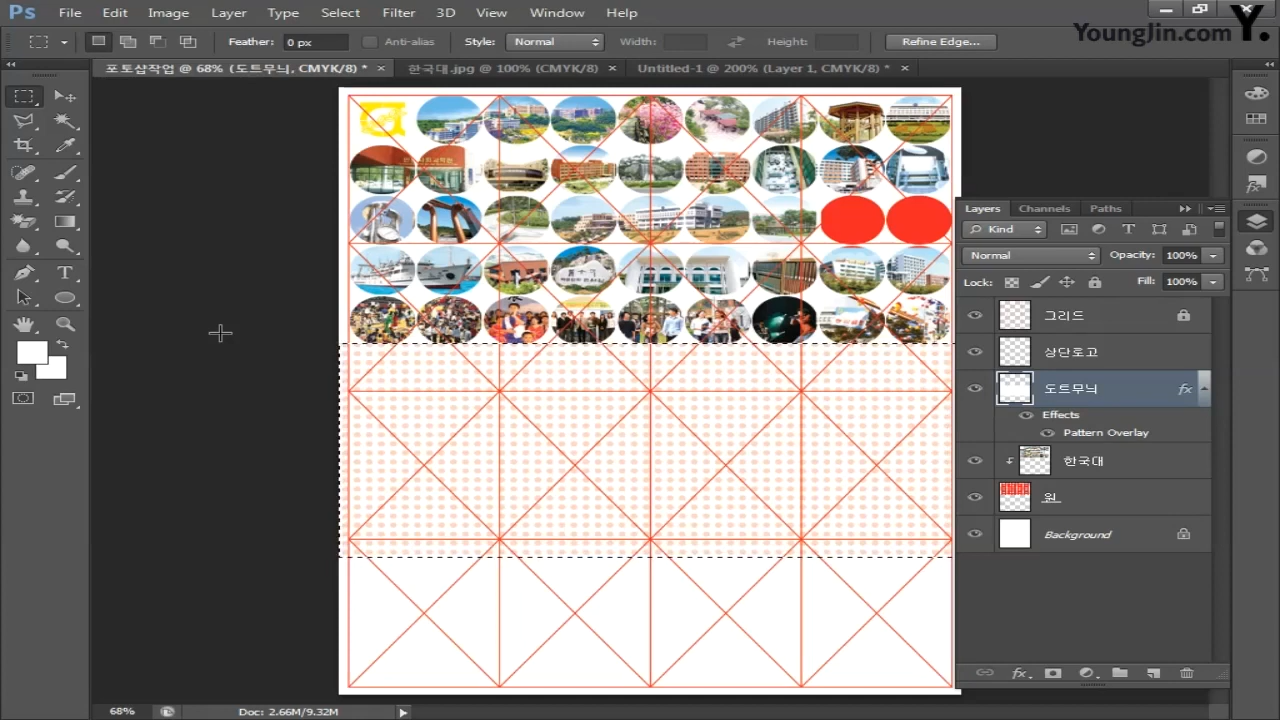 Ps File Edit Image Layer Type Select Filter 3D View Window Help
Feather: 0 px Anti-alias Style: Normal Width: Height: Refine Edge...
YoungJin.com Y.
포토샵작업 @ 68% (도트무늬, CMYK/8) * × 한국대.jpg @ 100% (CMYK/8) × Untitled-1 @ 200% (Layer 1, CMYK/8) * ×
Layers Channels Paths
Kind
Normal Opacity: 100%
Lock: Fill: 100%
그리드
상단로고
도트무늬 fx
Effects
Pattern Overlay
한국대
원
Background
68% Doc: 2.66M/9.32M